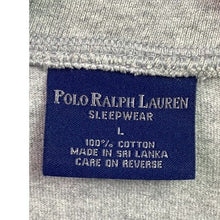 POLO RALPH LAUREN
SLEEPWEAR
L
100% COTTON
MADE IN SRI LANKA
CARE ON REVERSE